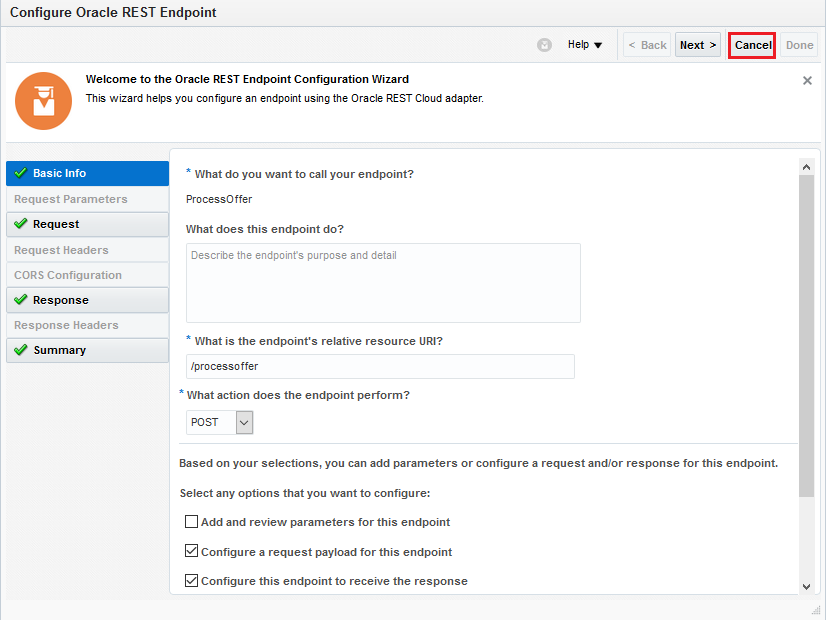 Configure Oracle REST Endpoint
Help
< Back
Next >
Cancel
Done
Welcome to the Oracle REST Endpoint Configuration Wizard
This wizard helps you configure an endpoint using the Oracle REST Cloud adapter.
Basic Info
Request Parameters
Request
Request Headers
CORS Configuration
Response
Response Headers
Summary
* What do you want to call your endpoint?
ProcessOffer
What does this endpoint do?
Describe the endpoint's purpose and detail
* What is the endpoint's relative resource URI?
/processoffer
* What action does the endpoint perform?
POST
Based on your selections, you can add parameters or configure a request and/or response for this endpoint.
Select any options that you want to configure:
Add and review parameters for this endpoint
Configure a request payload for this endpoint
Configure this endpoint to receive the response